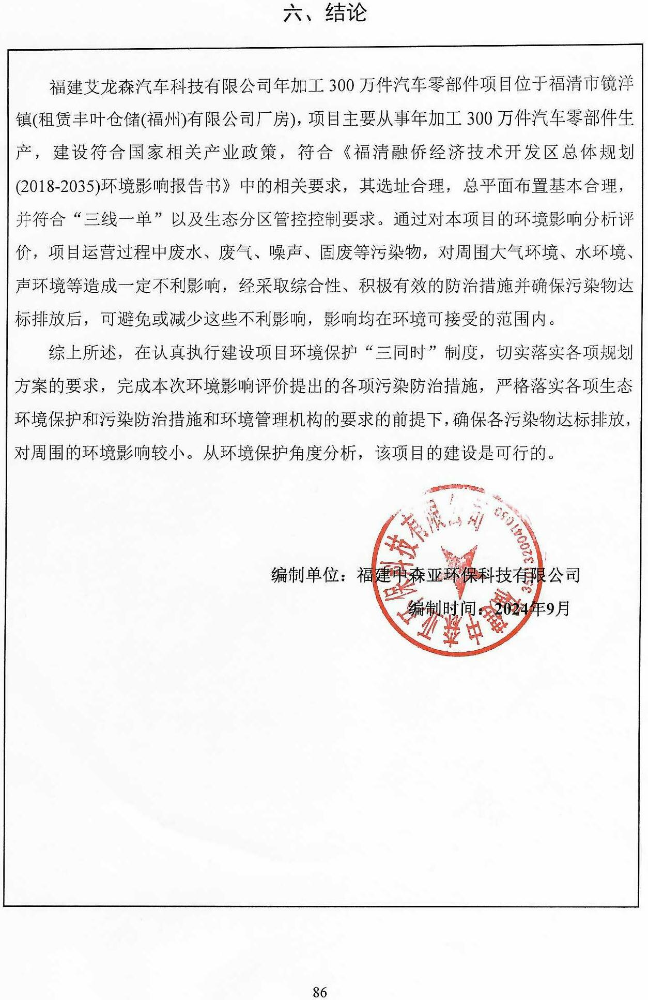 六、结论
福建艾龙森汽车科技有限公司年加工 300 万件汽车零部件项目位于福清市镜洋
镇(租赁丰叶仓储(福州)有限公司厂房)，项目主要从事年加工 300 万件汽车零部件生
产，建设符合国家相关产业政策，符合《福清融侨经济技术开发区总体规划
(2018-2035)环境影响报告书》中的相关要求，其选址合理，总平面布置基本合理，
并符合“三线一单”以及生态分区管控控制要求。通过对本项目的环境影响分析评
价，项目运营过程中废水、废气、噪声、固废等污染物，对周围大气环境、水环境、
声环境等造成一定不利影响，经采取综合性、积极有效的防治措施并确保污染物达
标排放后，可避免或减少这些不利影响，影响均在环境可接受的范围内。
综上所述，在认真执行建设项目环境保护“三同时”制度，切实落实各项规划
方案的要求，完成本次环境影响评价提出的各项污染防治措施，严格落实各项生态
环境保护和污染防治措施和环境管理机构的要求的前提下，确保各污染物达标排放，
对周围的环境影响较小。从环境保护角度分析，该项目的建设是可行的。
编制单位：福建中森亚环保科技有限公司
编制时间：2024年9月
福建中森亚环保科技有限公司
86